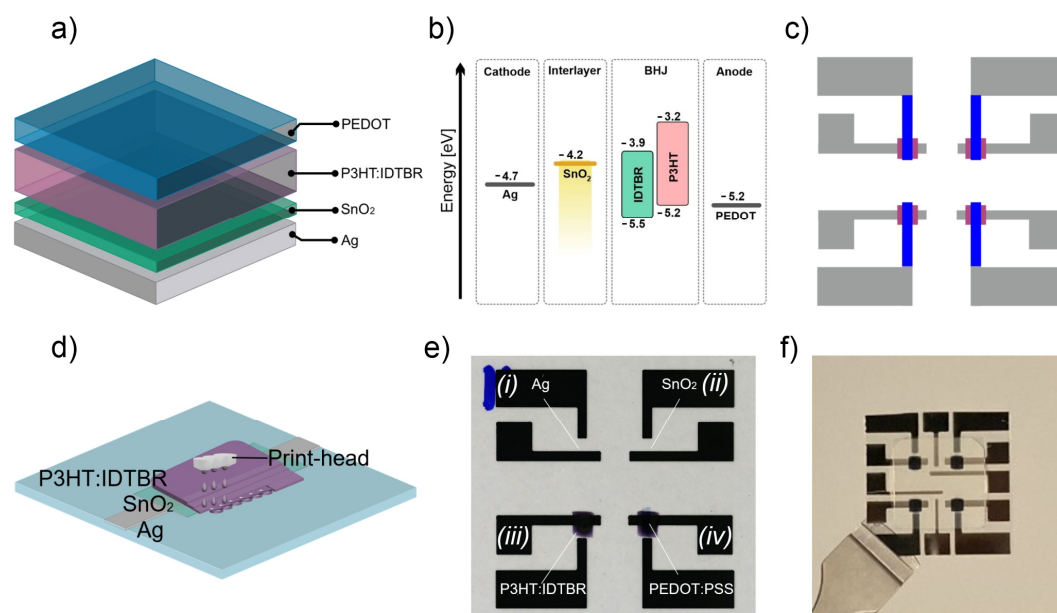 a)
PEDOT
P3HT:IDTBR
SnO₂
Ag
b)
Energy [eV]
Cathode
Interlayer
BHJ
Anode
- 4.7
Ag
- 4.2
SnO₂
- 3.9
IDTBR
- 5.5
- 3.2
P3HT
- 5.2
- 5.2
PEDOT
c)
d)
Print-head
P3HT:IDTBR
SnO₂
Ag
e)
(i)
Ag
SnO₂
(ii)
(iii)
(iv)
P3HT:IDTBR
PEDOT:PSS
f)